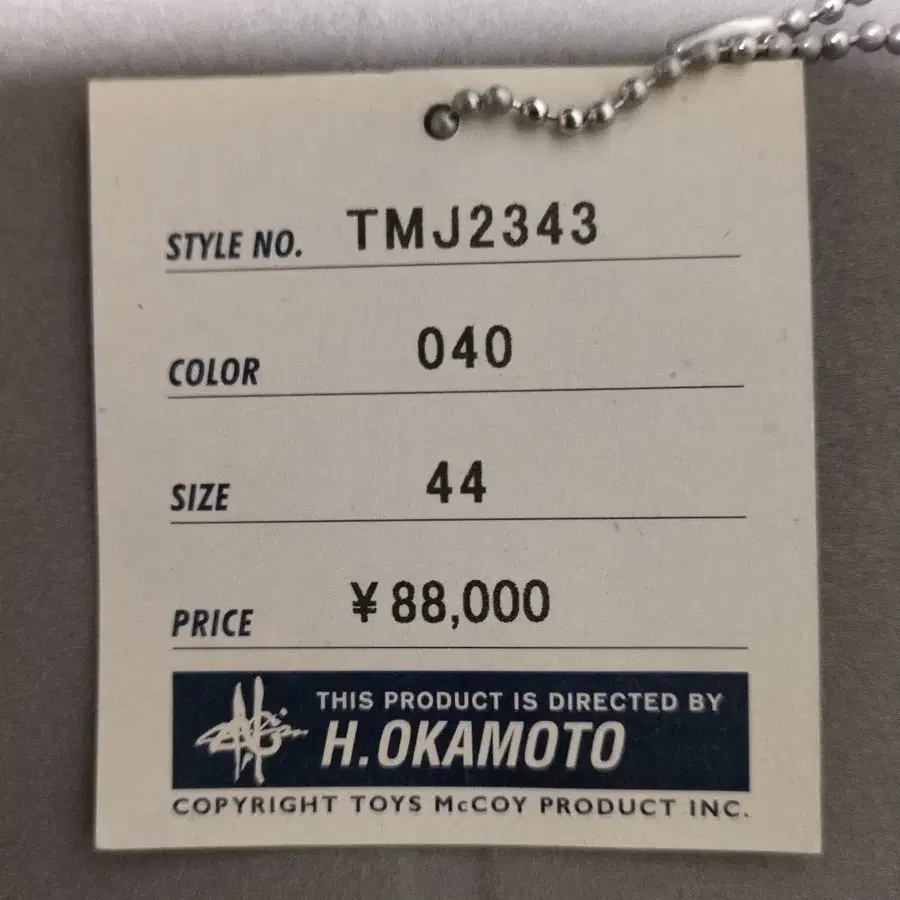 STYLE NO. TMJ2343
COLOR 040
SIZE 44
PRICE ¥88,000
THIS PRODUCT IS DIRECTED BY
H.OKAMOTO
COPYRIGHT TOYS McCOY PRODUCT INC.